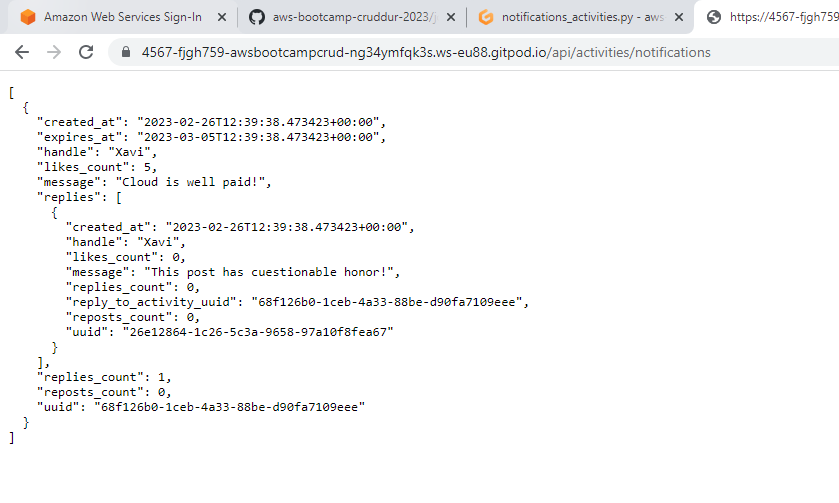 Amazon Web Services Sign-In
aws-bootcamp-cruddur-2023/j
notifications_activities.py - aws
https://4567-fjgh759
4567-fjgh759-awsbootcampcrud-ng34ymfqk3s.ws-eu88.gitpod.io/api/activities/notifications
[
{
"created_at": "2023-02-26T12:39:38.473423+00:00",
"expires_at": "2023-03-05T12:39:38.473423+00:00",
"handle": "Xavi",
"likes_count": 5,
"message": "Cloud is well paid!",
"replies": [
{
"created_at": "2023-02-26T12:39:38.473423+00:00",
"handle": "Xavi",
"likes_count": 0,
"message": "This post has cuestionable honor!",
"replies_count": 0,
"reply_to_activity_uuid": "68f126b0-1ceb-4a33-88be-d90fa7109eee",
"reposts_count": 0,
"uuid": "26e12864-1c26-5c3a-9658-97a10f8fea67"
}
],
"replies_count": 1,
"reposts_count": 0,
"uuid": "68f126b0-1ceb-4a33-88be-d90fa7109eee"
}
]